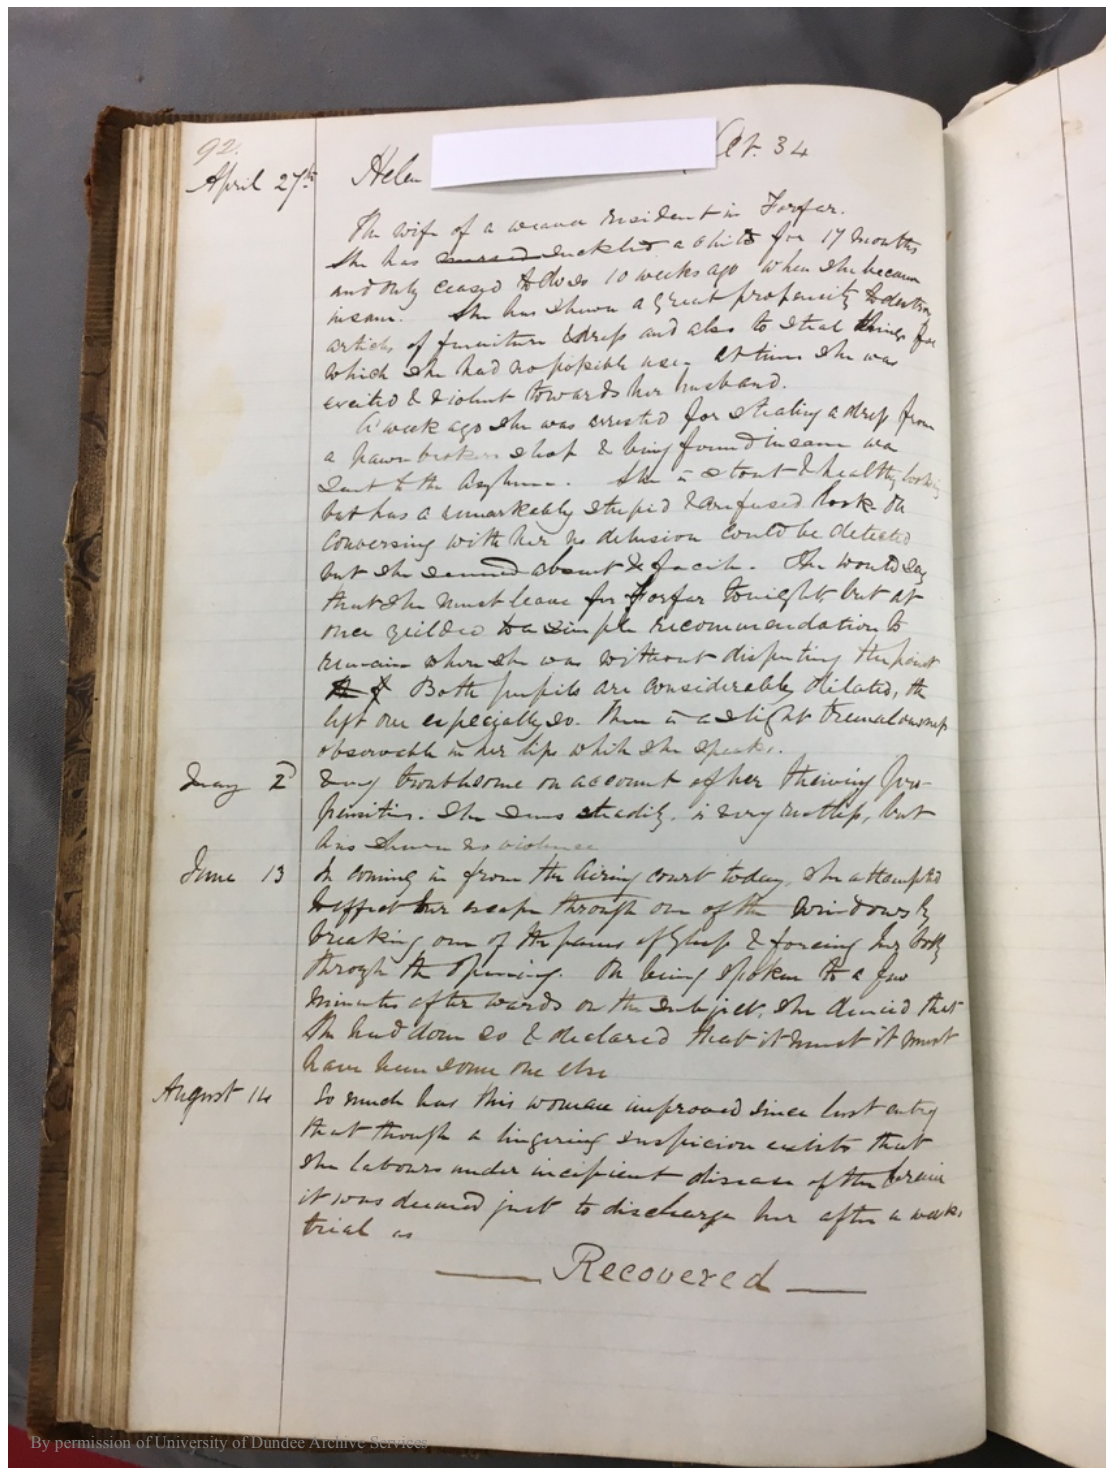 92.
April 27th Helen Aet. 34
The wife of a weaver resident in Forfar.
She has nursed suckled a child for 17 months
and only ceased to do so 10 weeks ago when she became
insane. She has shewn a great propensity to destroy
articles of furniture & dress and also to steal things for
which she had no possible use. At times she was
excited & violent towards her husband.
A week ago she was arrested for stealing a dress from
a pawn brokers shop & being found insane was
sent to the Asylum. She is stout & healthy looking
but has a remarkably stupid & confused look. On
conversing with her no delusion could be detected
but she seemed absent & facile. She would say
that she must leave for Forfar tonight, but at
once yeilded to a simple recommendation to
remain where she was without disputing the point
Both pupils are considerably dilated, the
left one especially so. There is a slight tremulousness
observable in her lips while she speaks.
May 2d Very troublesome on account of her thieving pro-
pensities. She sews steadily, is very restless, but
has shewn no violence
June 13 On coming in from the Airing court today, she attempted
to effect her escape through one of the windows by
breaking one of the panes of glass & forcing her body
through the opening. On being spoken to a few
minutes afterwards on the subject, she denied that
she had done so & declared that it must it must
have been some one else
August 14 So much has this woman improved since last entry
that though a lingering suspicion exists that
she labours under incipient disease of the brain
it was deemed just to discharge her after a weeks
trial as
Recovered
By permission of University of Dundee Archive Services